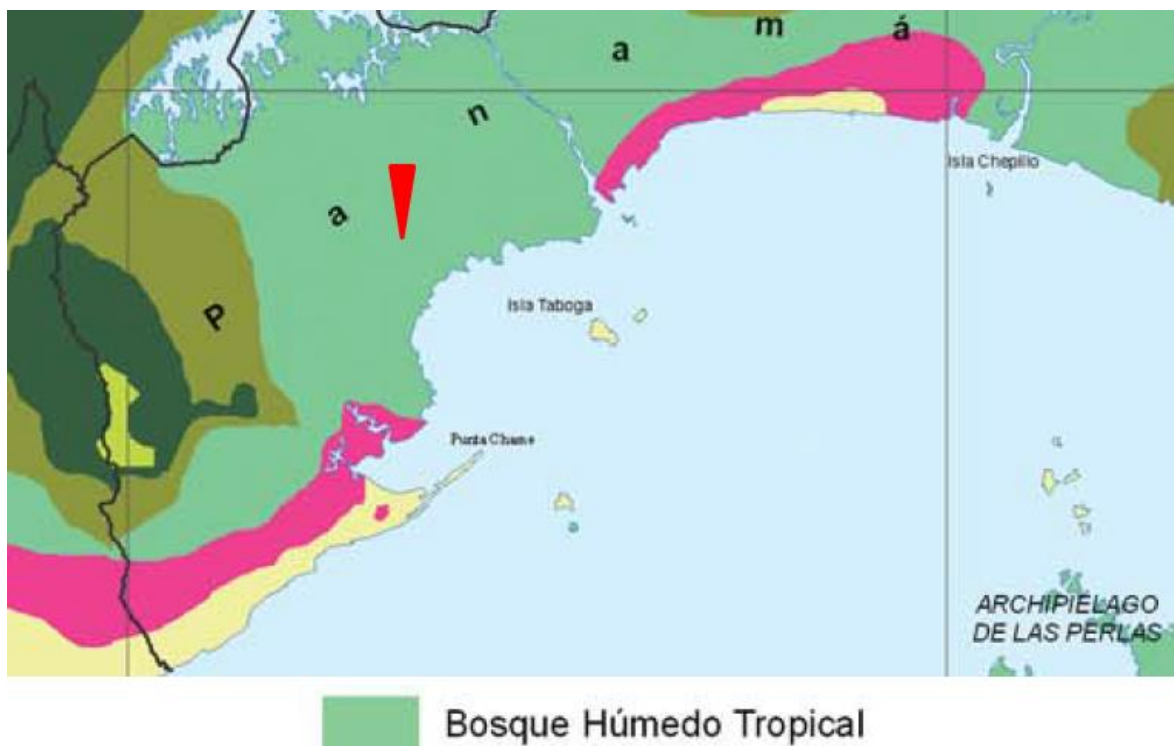 P a n a m á
Isla Chepillo
Isla Taboga
Punta Chame
ARCHIPIELAGO
DE LAS PERLAS
Bosque Húmedo Tropical